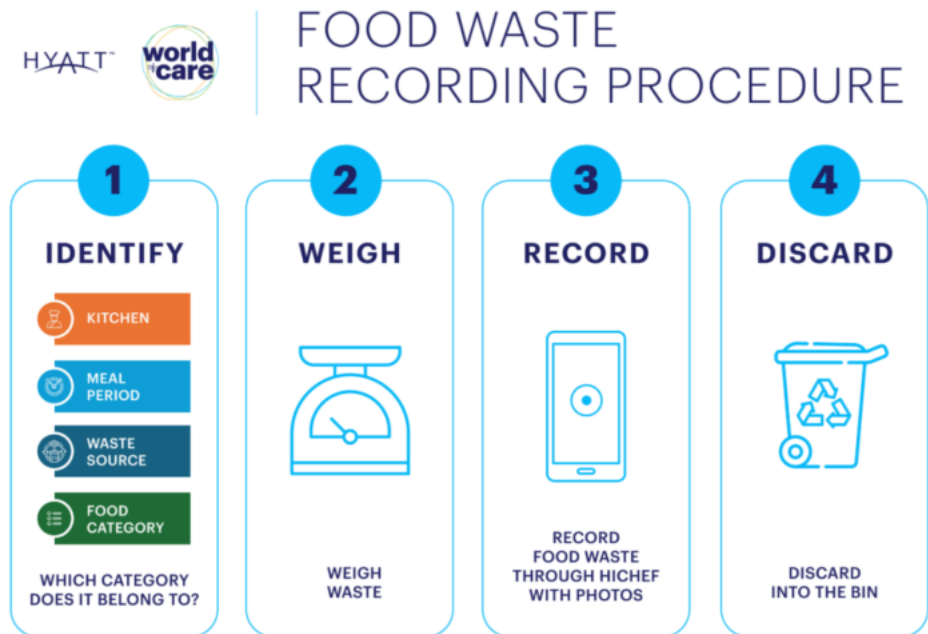 HYATT™
world
of care
FOOD WASTE
RECORDING PROCEDURE
1
IDENTIFY
KITCHEN
MEAL
PERIOD
WASTE
SOURCE
FOOD
CATEGORY
WHICH CATEGORY
DOES IT BELONG TO?
2
WEIGH
WEIGH
WASTE
3
RECORD
RECORD
FOOD WASTE
THROUGH HICHEF
WITH PHOTOS
4
DISCARD
DISCARD
INTO THE BIN